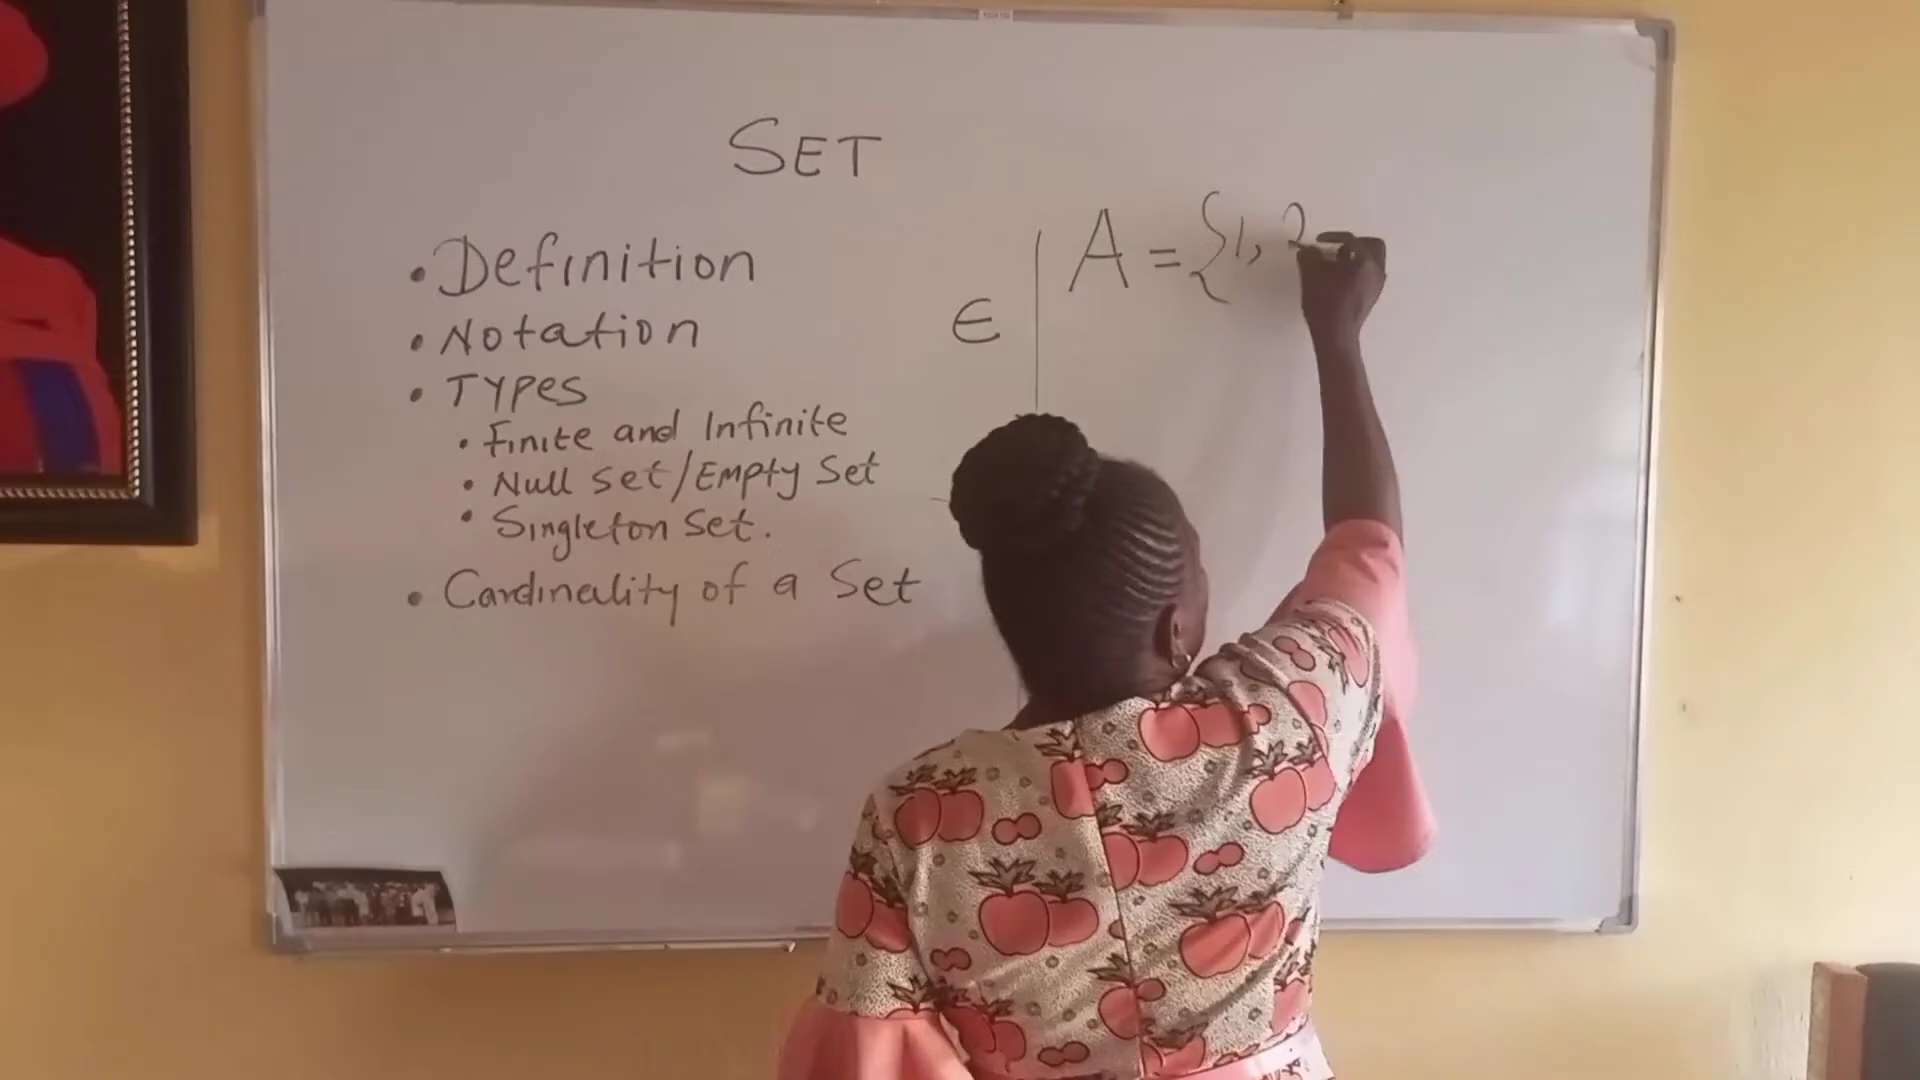 SET
• Definition
• Notation
• Types
• Finite and Infinite
• Null set/Empty Set
• Singleton Set.
• Cardinality of a Set
∈
A = {1, 2